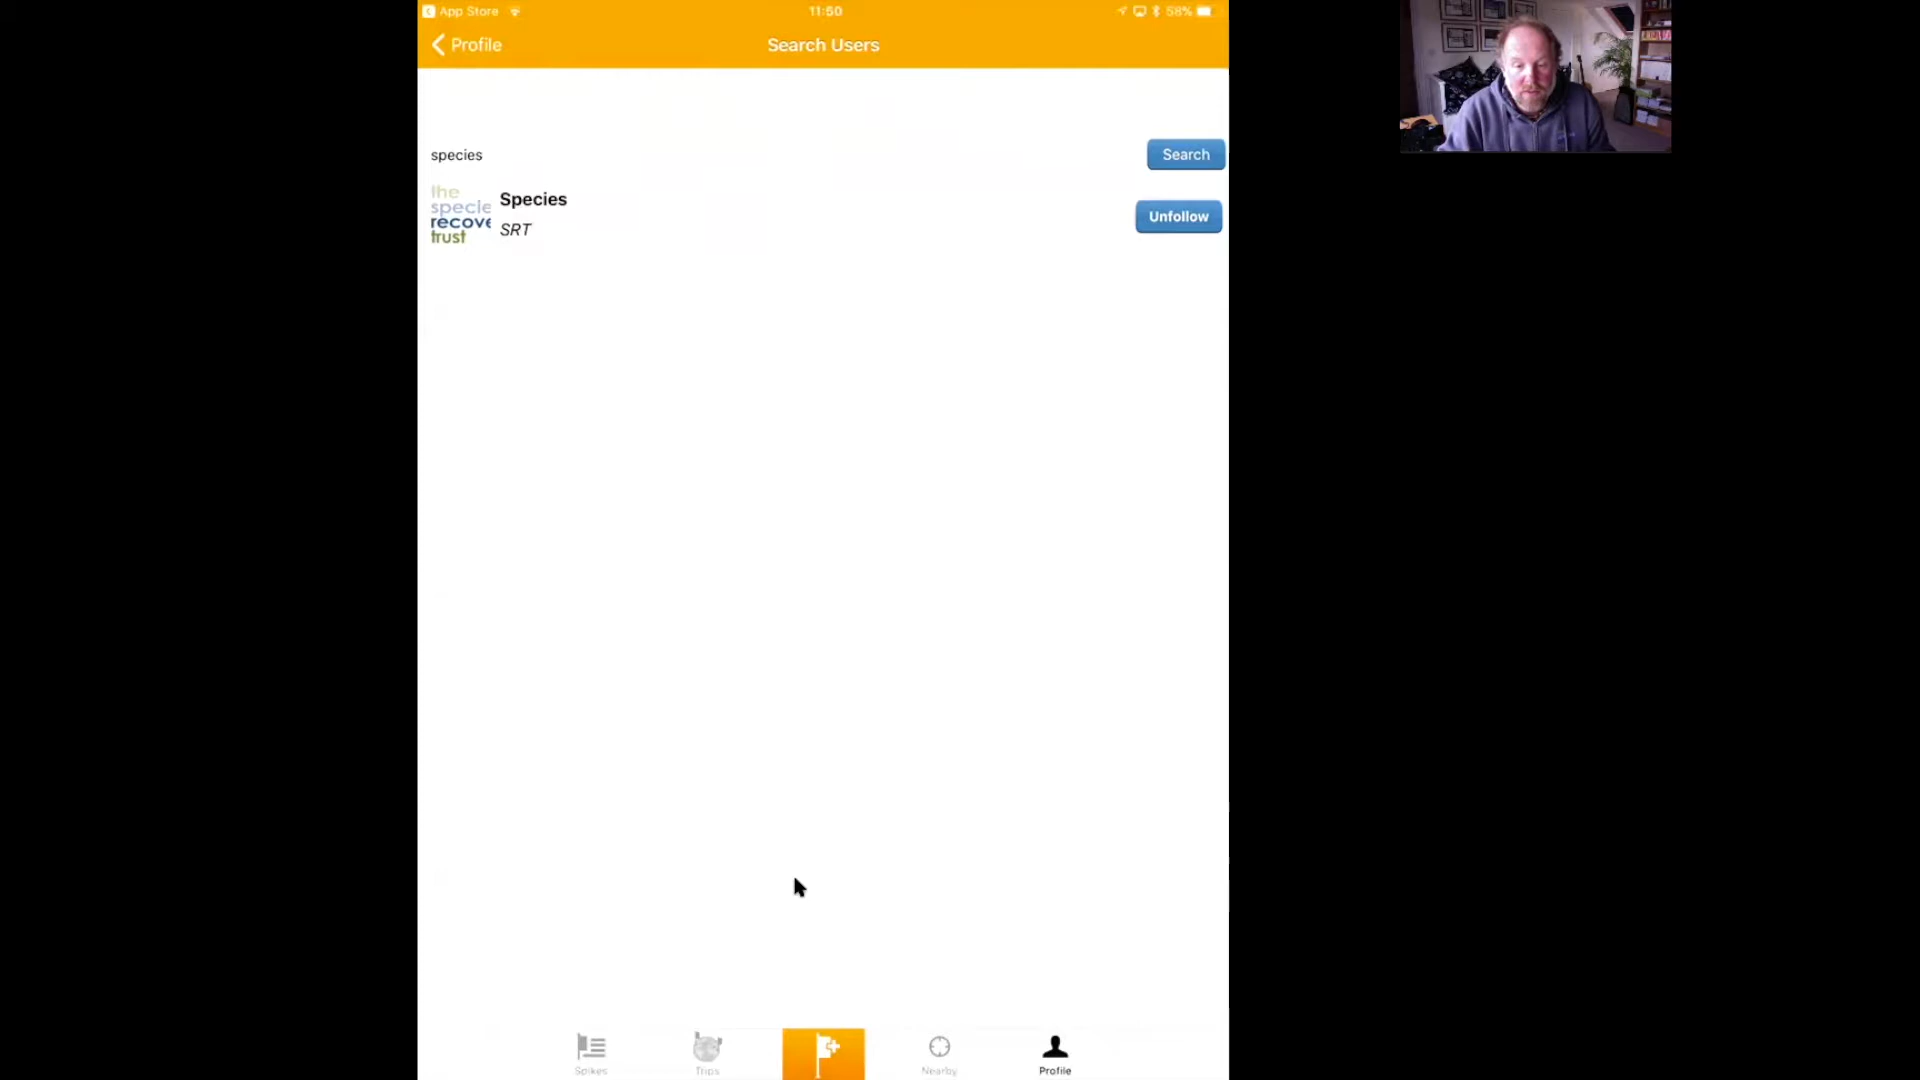 App Store
11:50
58%
Profile
Search Users
species
Search
the
specie
recove
trust
Species
SRT
Unfollow
Spikes
Trips
Nearby
Profile